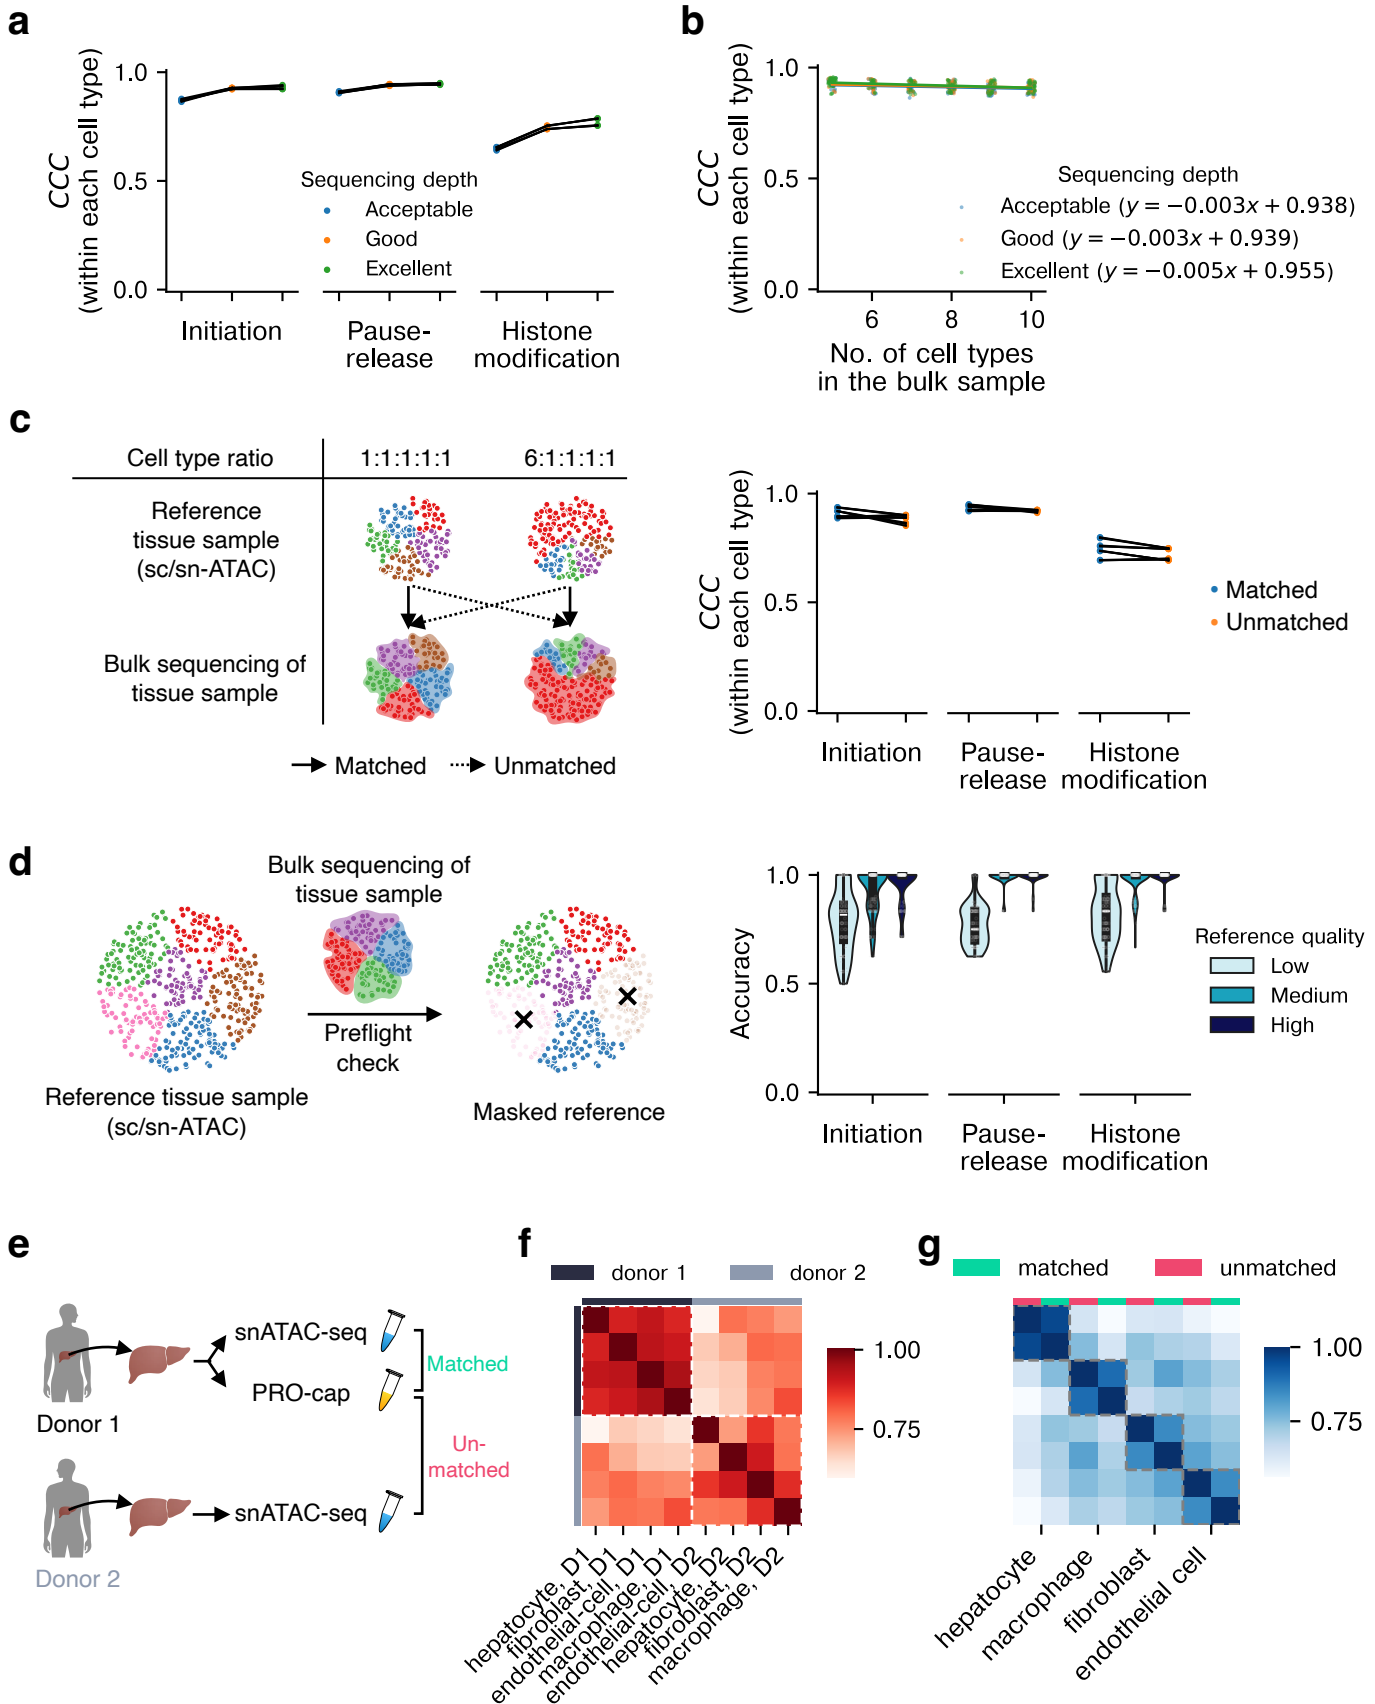 a
CCC
(within each cell type)
1.0
0.5
0.0
Sequencing depth
Acceptable
Good
Excellent
Initiation
Pause-
release
Histone
modification
b
CCC
(within each cell type)
1.0
0.5
0.0
Sequencing depth
Acceptable (y = −0.003x + 0.938)
Good (y = −0.003x + 0.939)
Excellent (y = −0.005x + 0.955)
6
8
10
No. of cell types
in the bulk sample
c
Cell type ratio
1:1:1:1:1
6:1:1:1:1
Reference
tissue sample
(sc/sn-ATAC)
Bulk sequencing of
tissue sample
Matched
Unmatched
CCC
(within each cell type)
1.0
0.5
0.0
Initiation
Pause-
release
Histone
modification
Matched
Unmatched
d
Bulk sequencing of
tissue sample
Preflight
check
Reference tissue sample
(sc/sn-ATAC)
Masked reference
Accuracy
1.0
0.5
0.0
Initiation
Pause-
release
Histone
modification
Reference quality
Low
Medium
High
e
snATAC-seq
PRO-cap
Matched
Donor 1
Un-
matched
snATAC-seq
Donor 2
f
donor 1
donor 2
1.00
0.75
hepatocyte, D1
fibroblast, D1
endothelial-cell, D1
macrophage, D1
endothelial-cell, D2
hepatocyte, D2
fibroblast, D2
macrophage, D2
g
matched
unmatched
1.00
0.75
hepatocyte
macrophage
fibroblast
endothelial cell